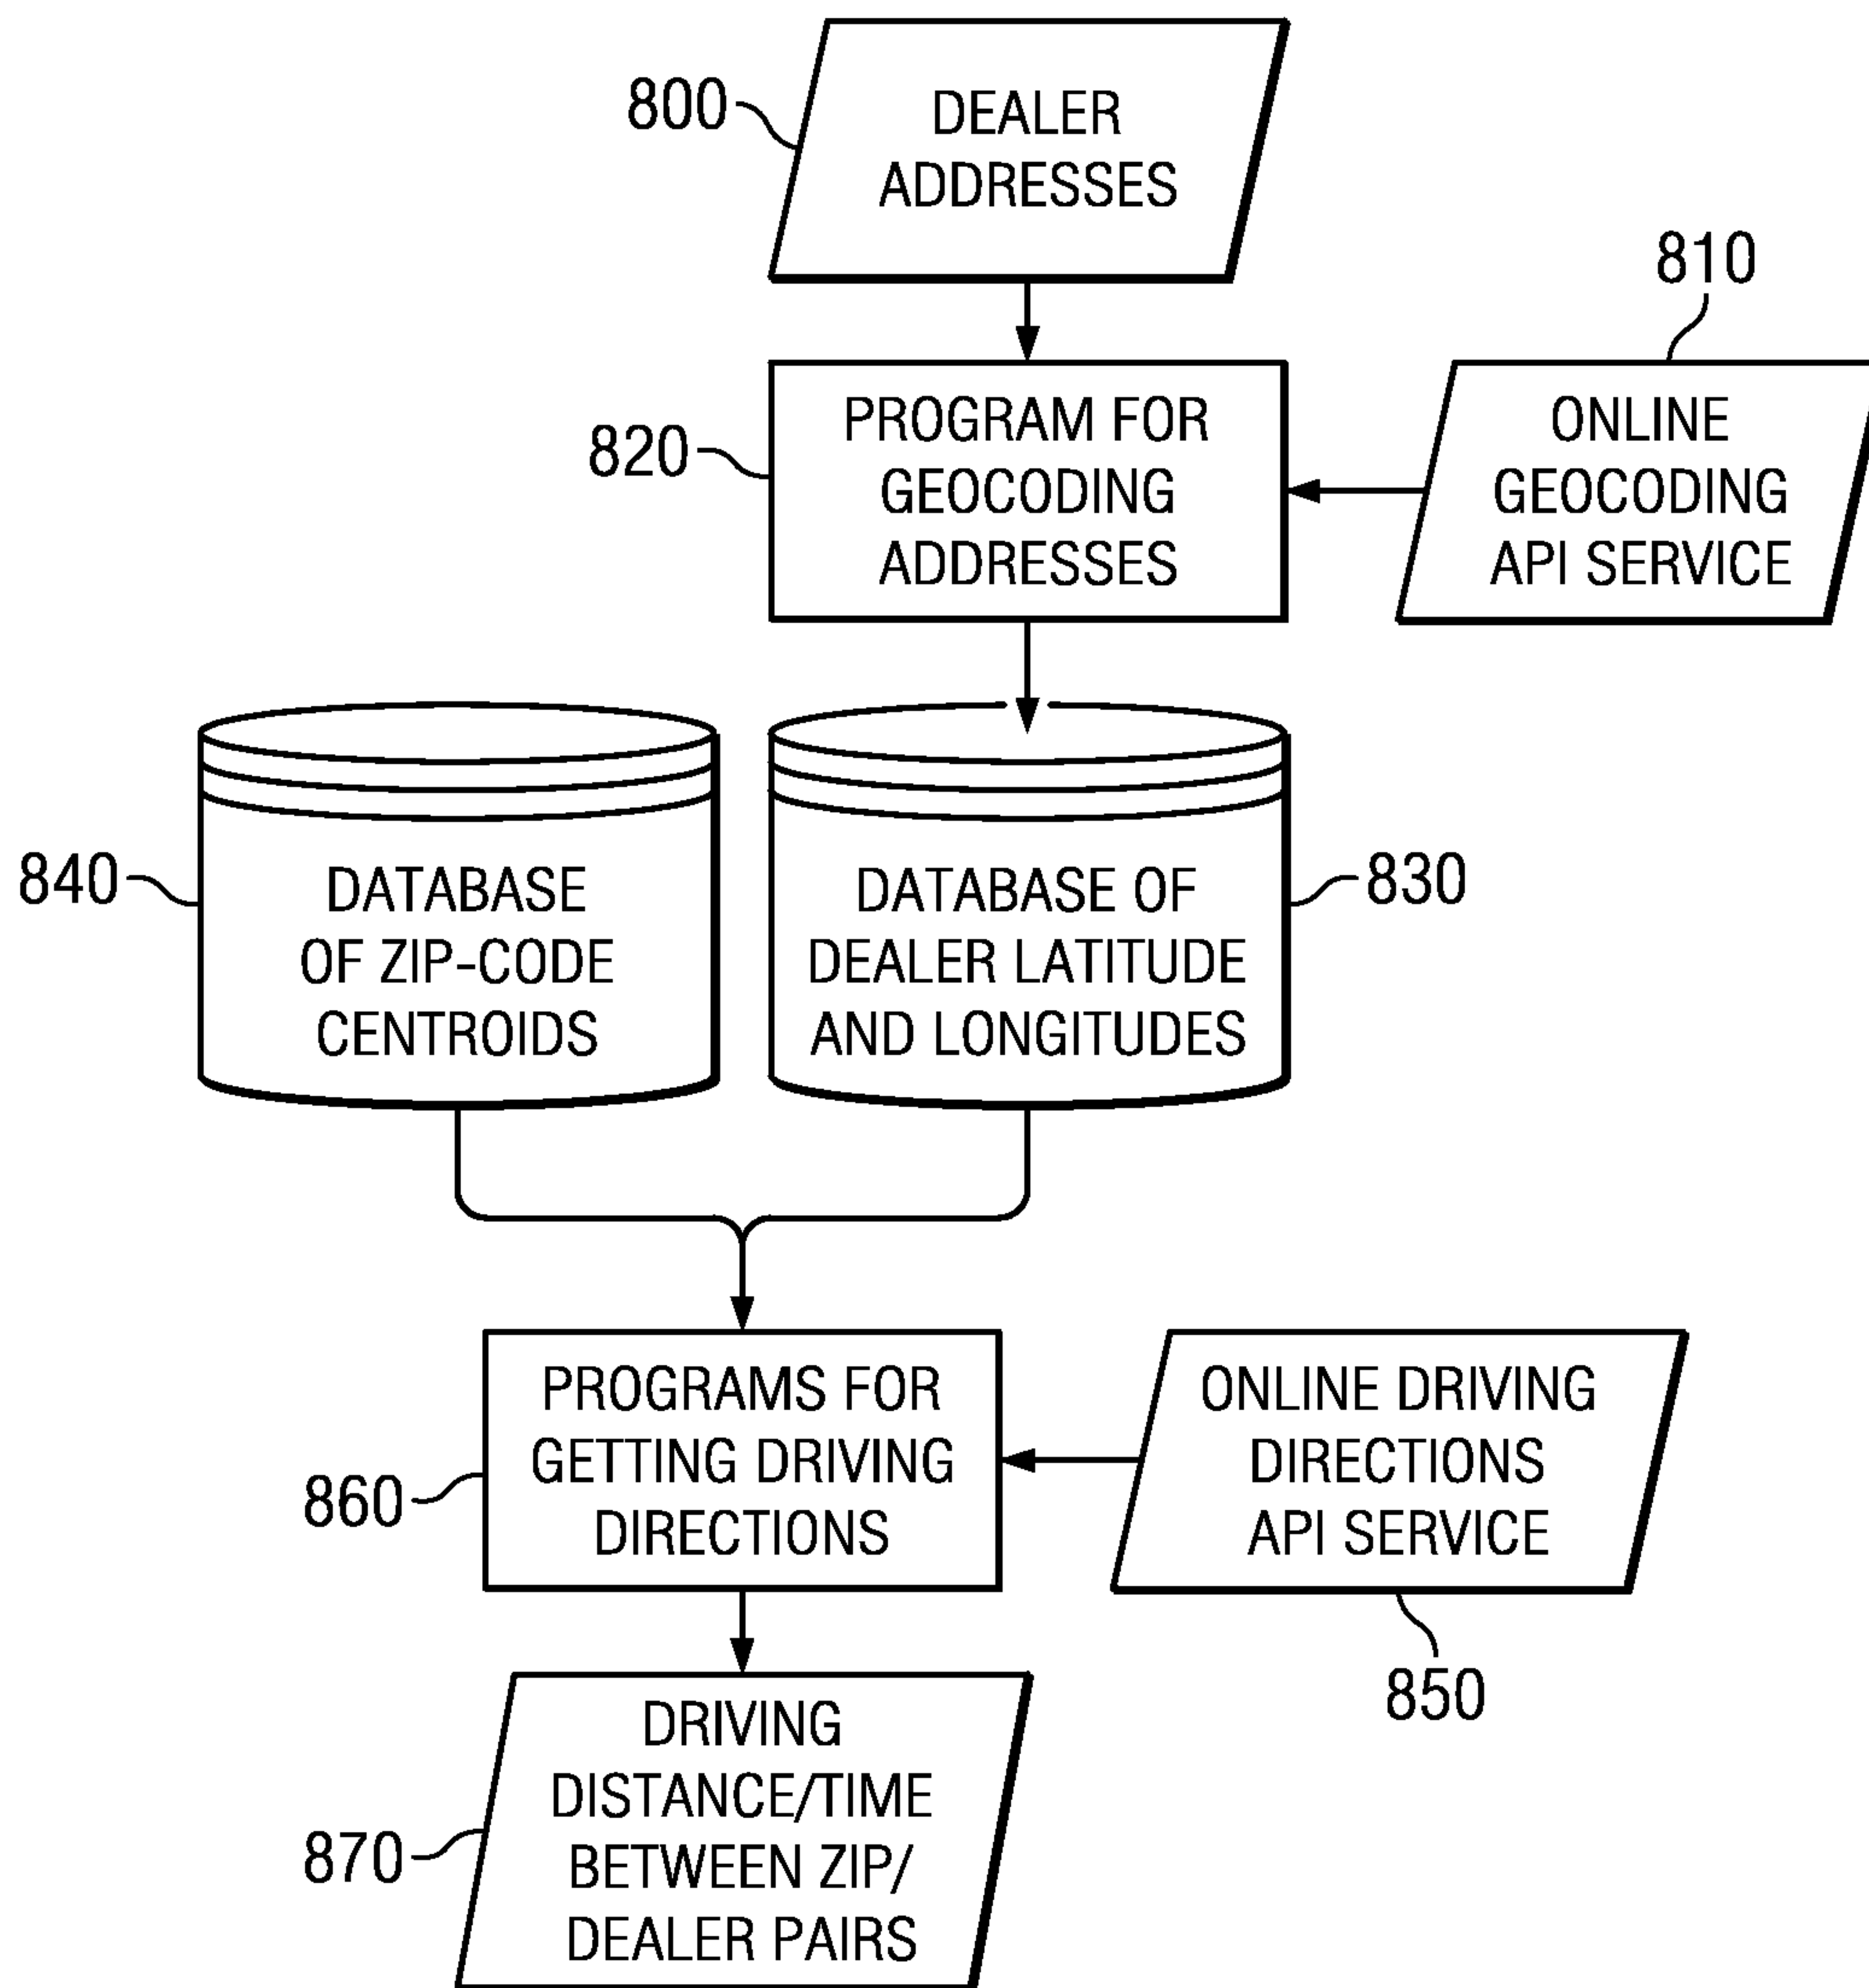 800
DEALER
ADDRESSES
810
820
PROGRAM FOR
GEOCODING
ADDRESSES
ONLINE
GEOCODING
API SERVICE
840
DATABASE
OF ZIP-CODE
CENTROIDS
DATABASE OF
DEALER LATITUDE
AND LONGITUDES
830
860
PROGRAMS FOR
GETTING DRIVING
DIRECTIONS
ONLINE DRIVING
DIRECTIONS
API SERVICE
850
870
DRIVING
DISTANCE/TIME
BETWEEN ZIP/
DEALER PAIRS